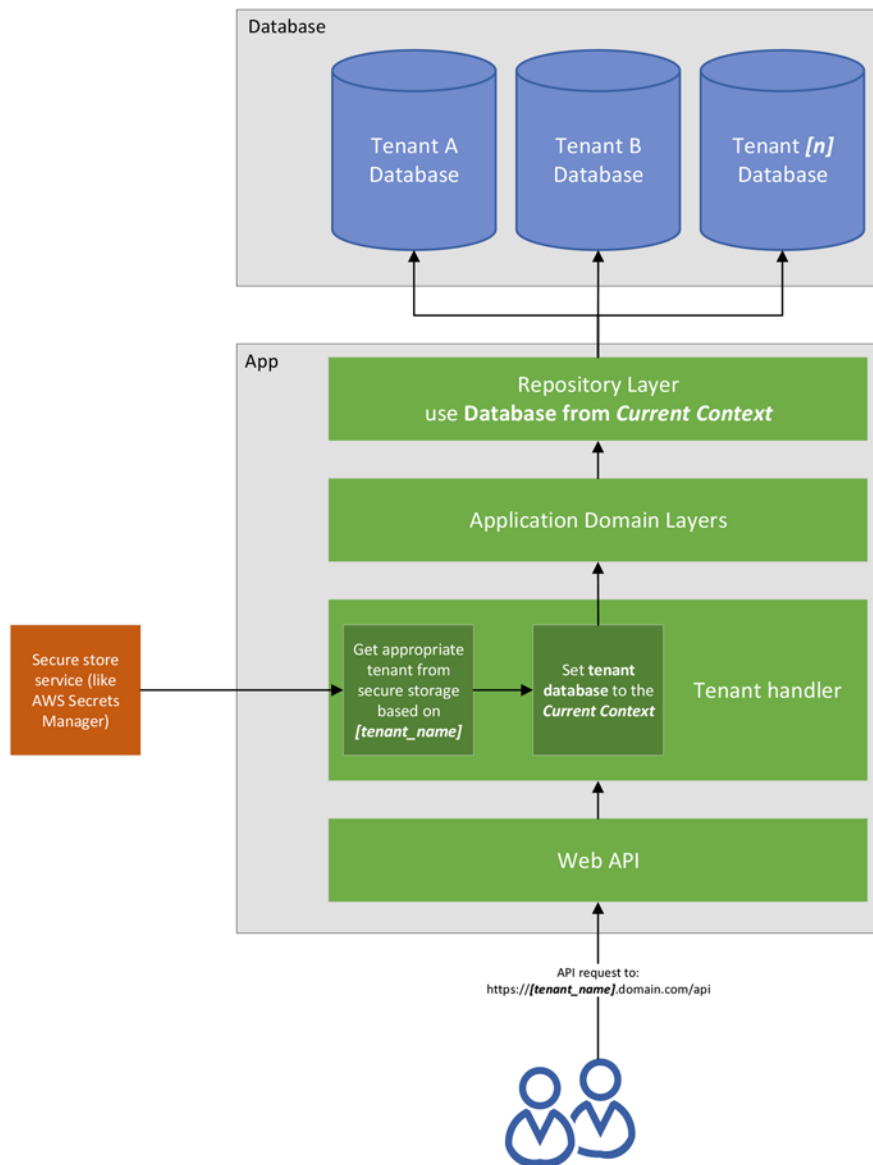 Database
Tenant A
Database
Tenant B
Database
Tenant [n]
Database
App
Repository Layer
use Database from Current Context
Application Domain Layers
Secure store
service (like
AWS Secrets
Manager)
Get appropriate
tenant from
secure storage
based on
[tenant_name]
Set tenant
database to the
Current Context
Tenant handler
Web API
API request to:
https://[tenant_name].domain.com/api